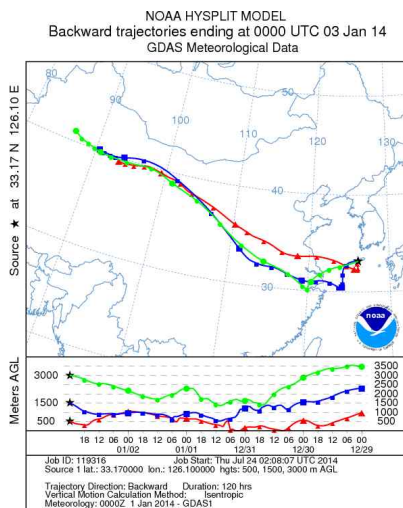 NOAA HYSPLIT MODEL
Backward trajectories ending at 0000 UTC 03 Jan 14
GDAS Meteorological Data
Source ★ at 33.17 N 126.10 E
80
90
100
110
120
130
50
40
30
noaa
Meters AGL
3000
1500
500
3500
3000
2500
2000
1500
1000
500
18 12 06 00 18 12 06 00 18 12 06 00 18 12 06 00 18 12 06 00
01/02 01/01 12/31 12/30 12/29
Job ID: 119316 Job Start: Thu Jul 24 02:08:07 UTC 2014
Source 1 lat.: 33.170000 lon.: 126.100000 hgts: 500, 1500, 3000 m AGL
Trajectory Direction: Backward Duration: 120 hrs
Vertical Motion Calculation Method: Isentropic
Meteorology: 0000Z 1 Jan 2014 - GDAS1